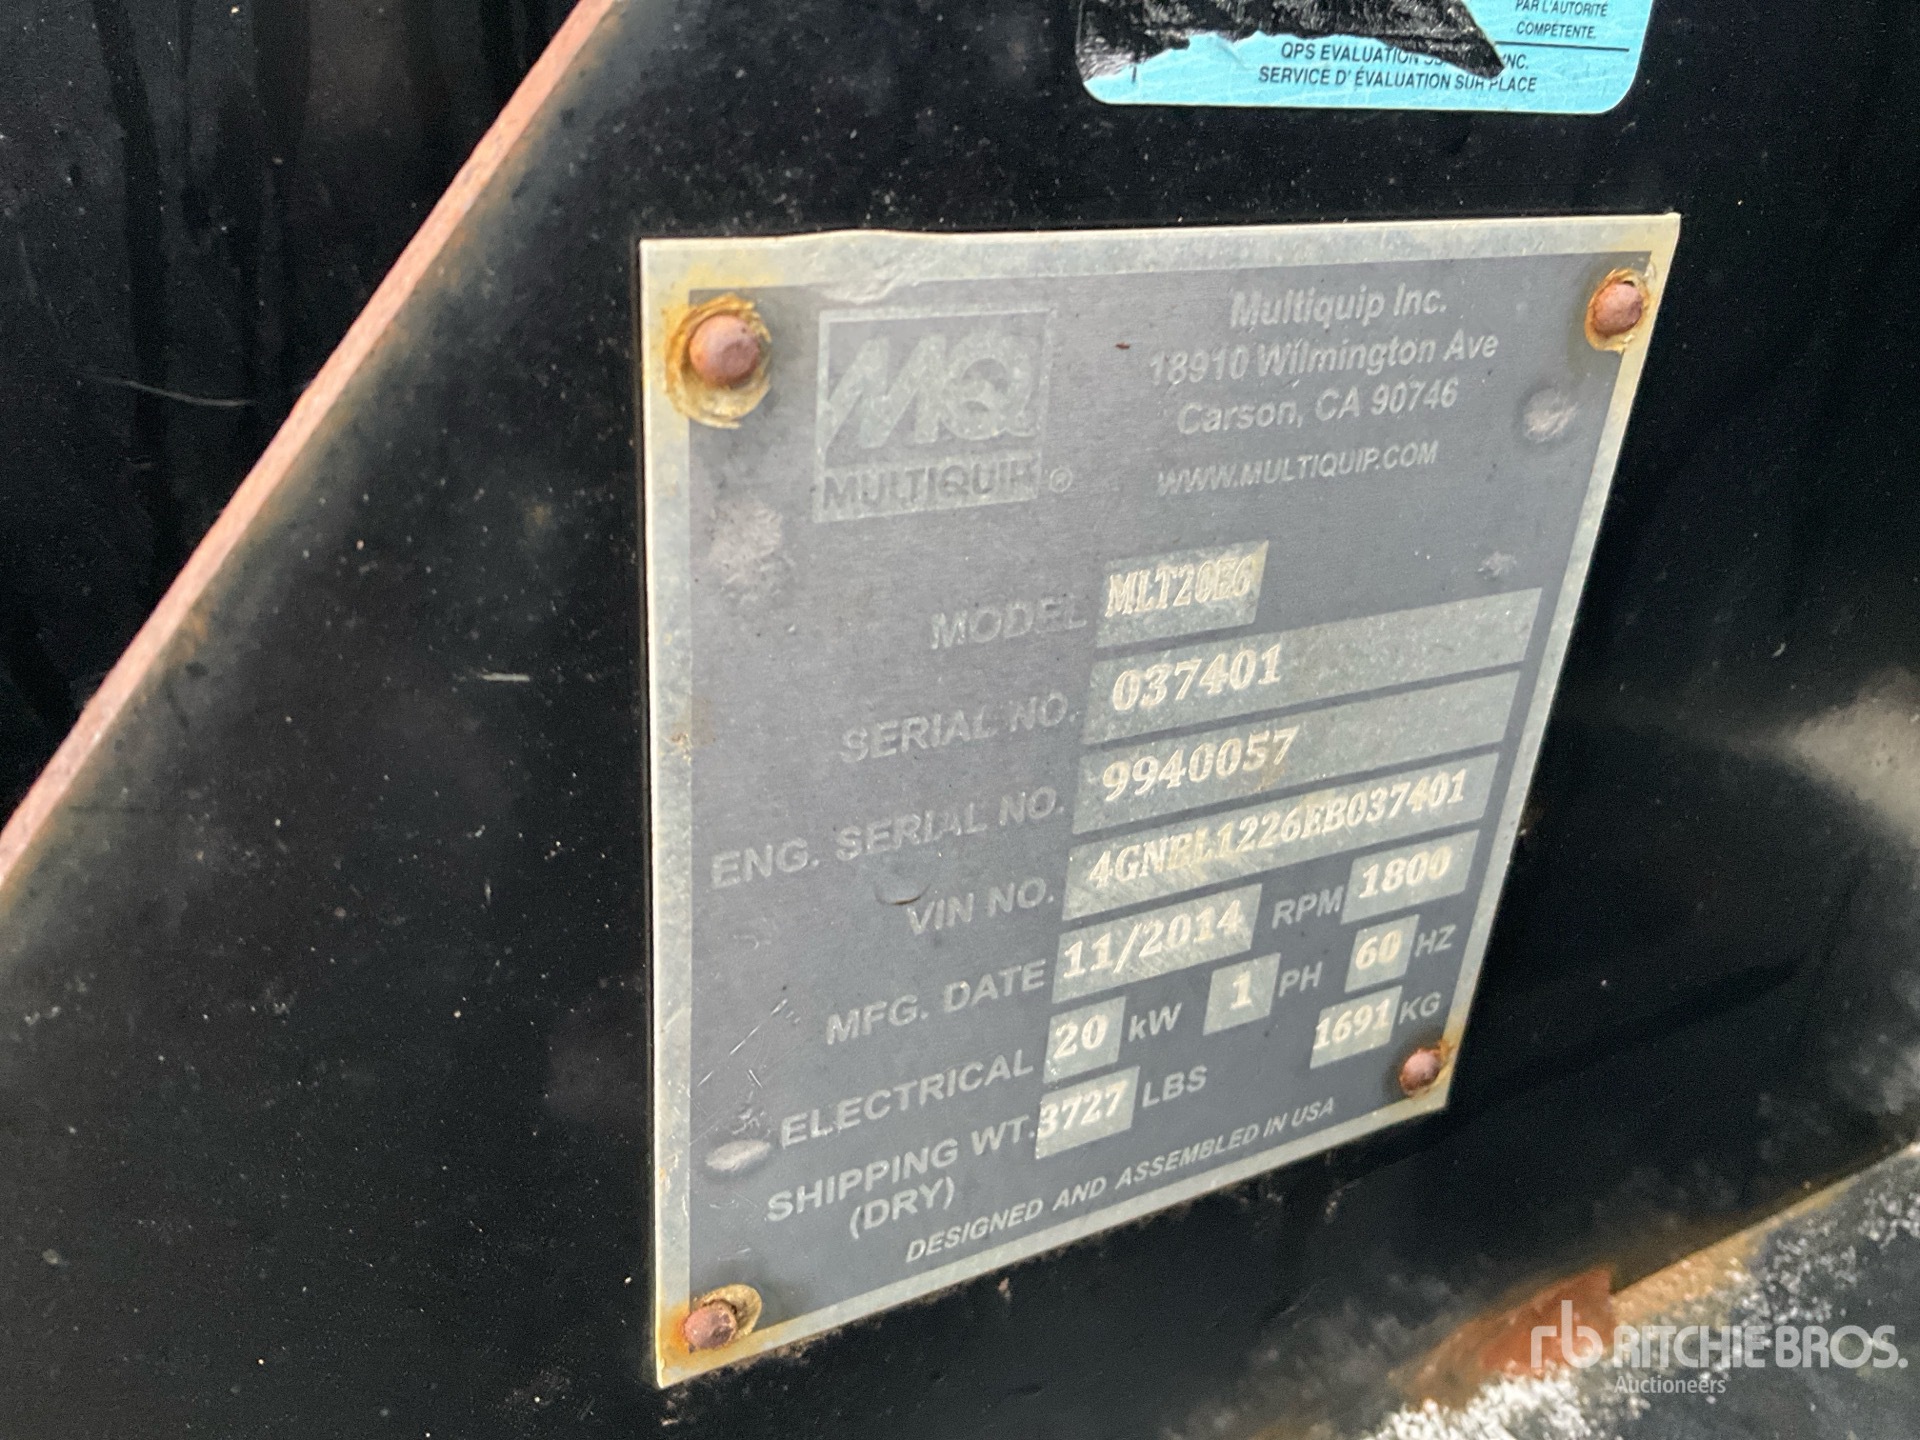 PAR L'AUTORITÉ
COMPÉTENTE.
QPS EVALUATION INC.
SERVICE D'ÉVALUATION SUR PLACE
MQ
MULTIQUIP ®
Multiquip Inc.
18910 Wilmington Ave
Carson, CA 90746
WWW.MULTIQUIP.COM
MODEL
SERIAL NO. 037401
ENG. SERIAL NO. 9940057
VIN NO.
MFG. DATE 11/2014 RPM 1800
ELECTRICAL 20 kW 1 PH 60 HZ
SHIPPING WT. 3727 LBS 1691 KG
(DRY)
DESIGNED AND ASSEMBLED IN USA
rb RITCHIE BROS.
Auctioneers